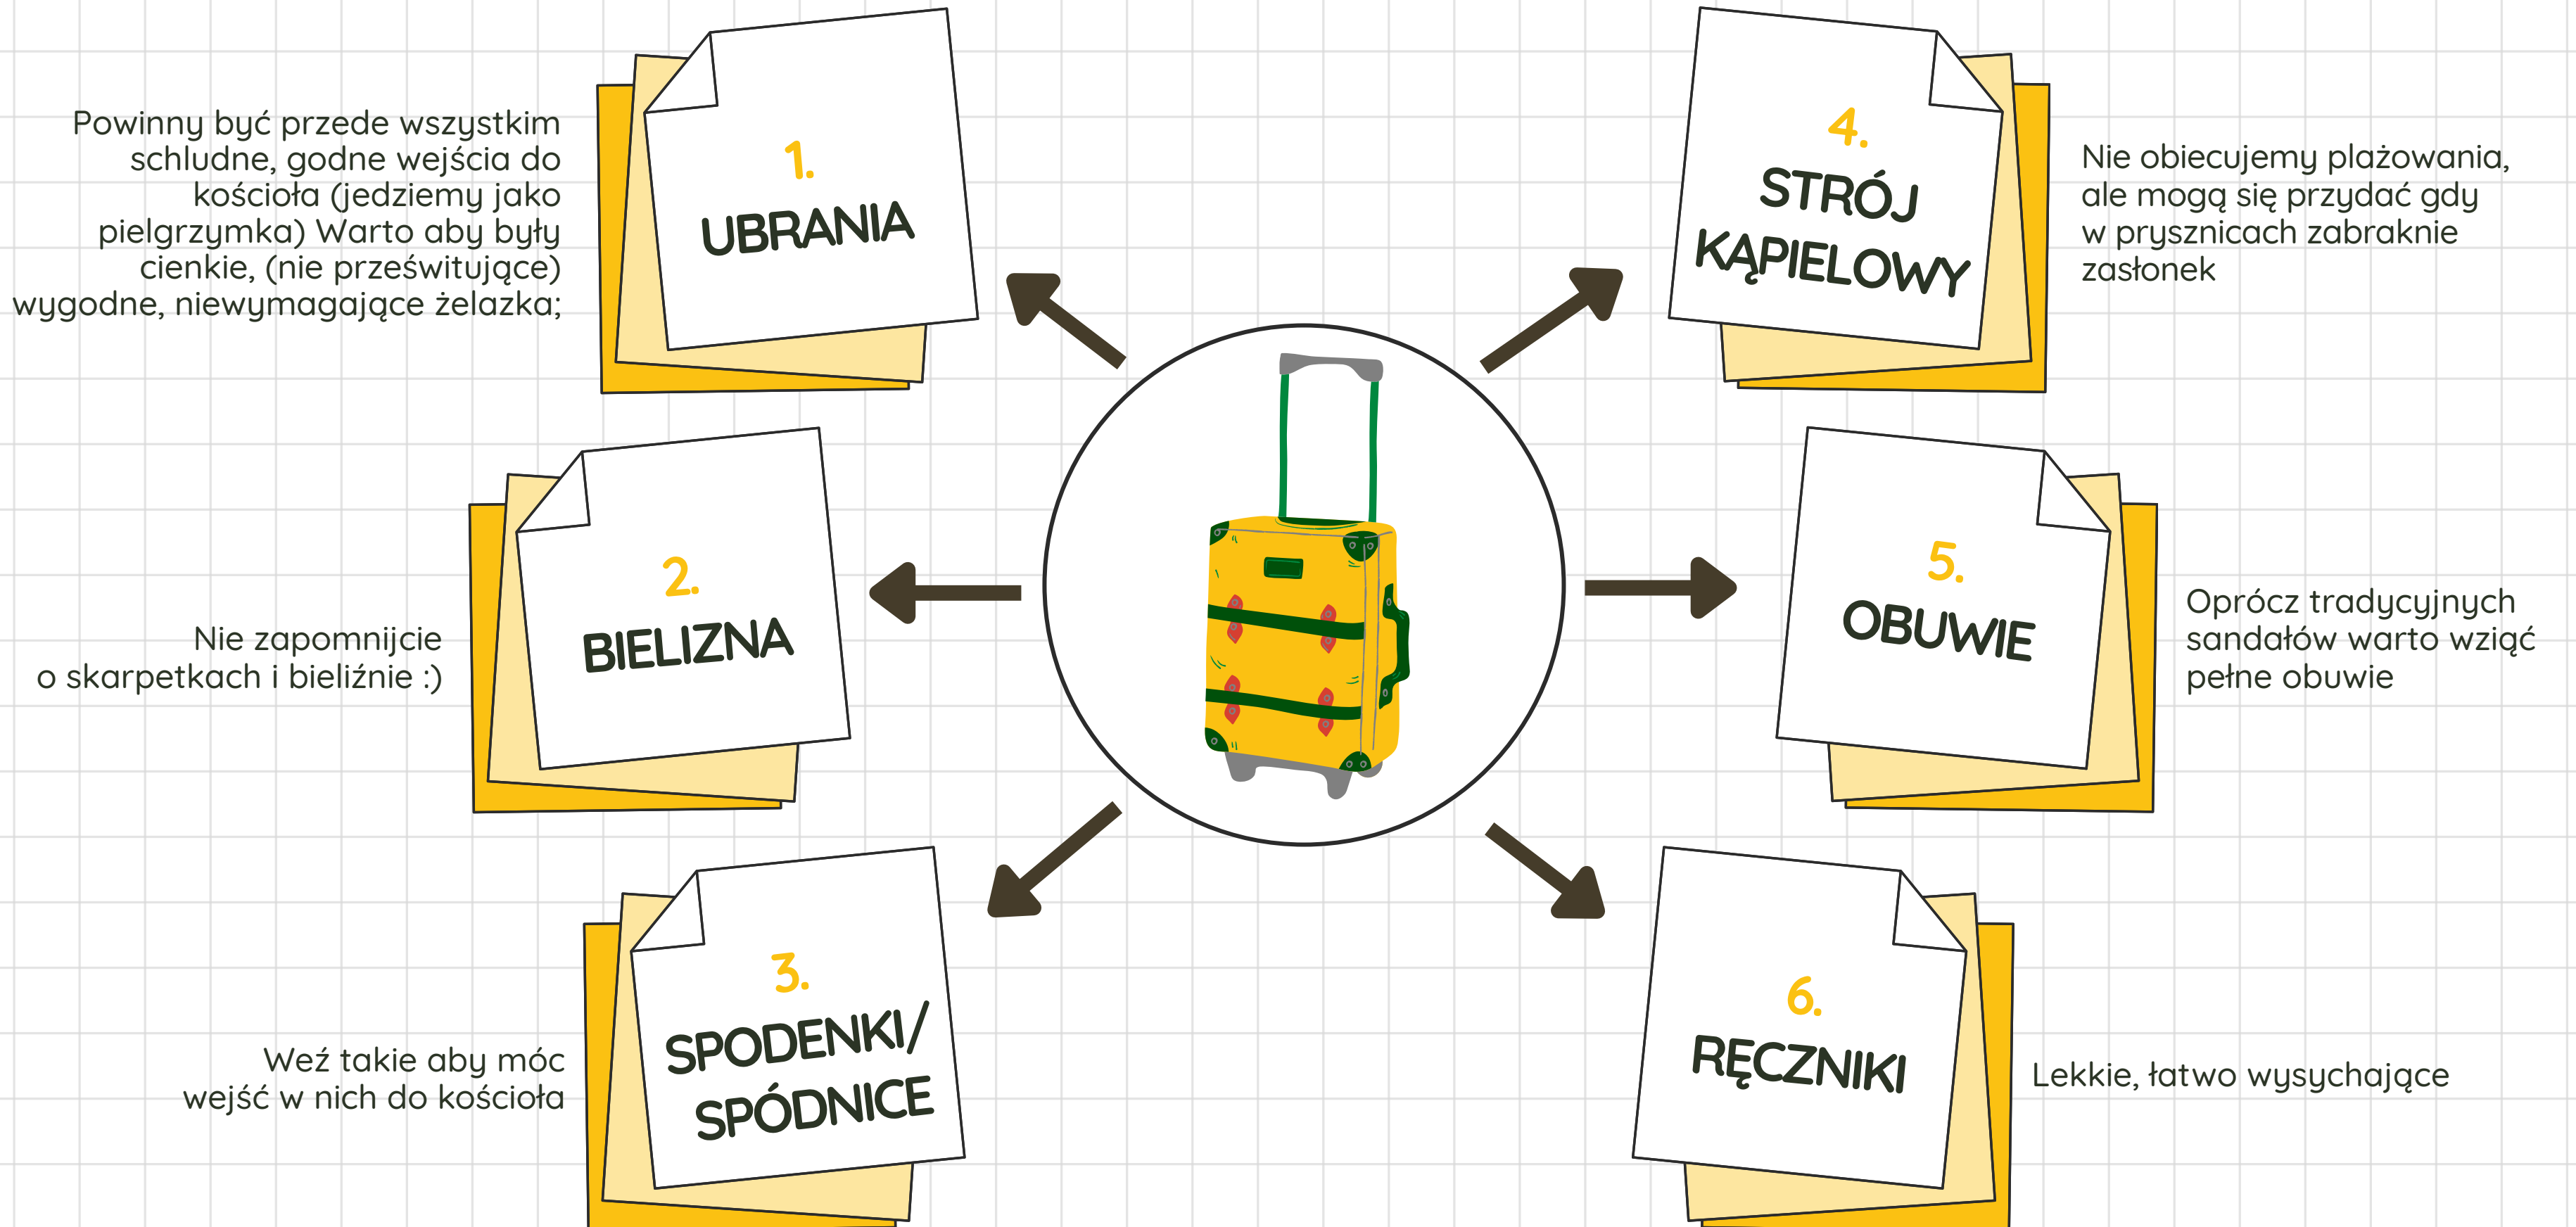 Powinny być przede wszystkim
schludne, godne wejścia do
kościoła (jedziemy jako
pielgrzymka) Warto aby były
cienkie, (nie prześwitujące)
wygodne, niewymagające żelazka;
1.
UBRANIA
Nie zapomnijcie
o skarpetkach i bieliźnie :)
2.
BIELIZNA
Weź takie aby móc
wejść w nich do kościoła
3.
SPODENKI/
SPÓDNICE
4.
STRÓJ
KĄPIELOWY
Nie obiecujemy plażowania,
ale mogą się przydać gdy
w prysznicach zabraknie
zasłonek
5.
OBUWIE
Oprócz tradycyjnych
sandałów warto wziąć
pełne obuwie
6.
RĘCZNIKI
Lekkie, łatwo wysychające